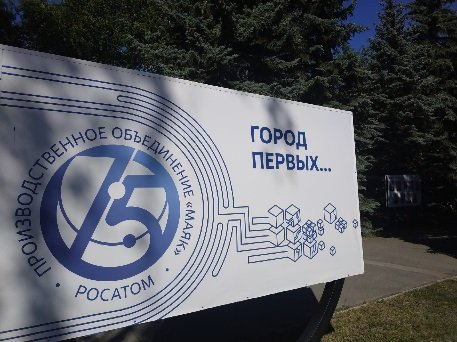 ПРОИЗВОДСТВЕННОЕ ОБЪЕДИНЕНИЕ «МАЯК»
75
• РОСАТОМ •
ГОРОД
ПЕРВЫХ...